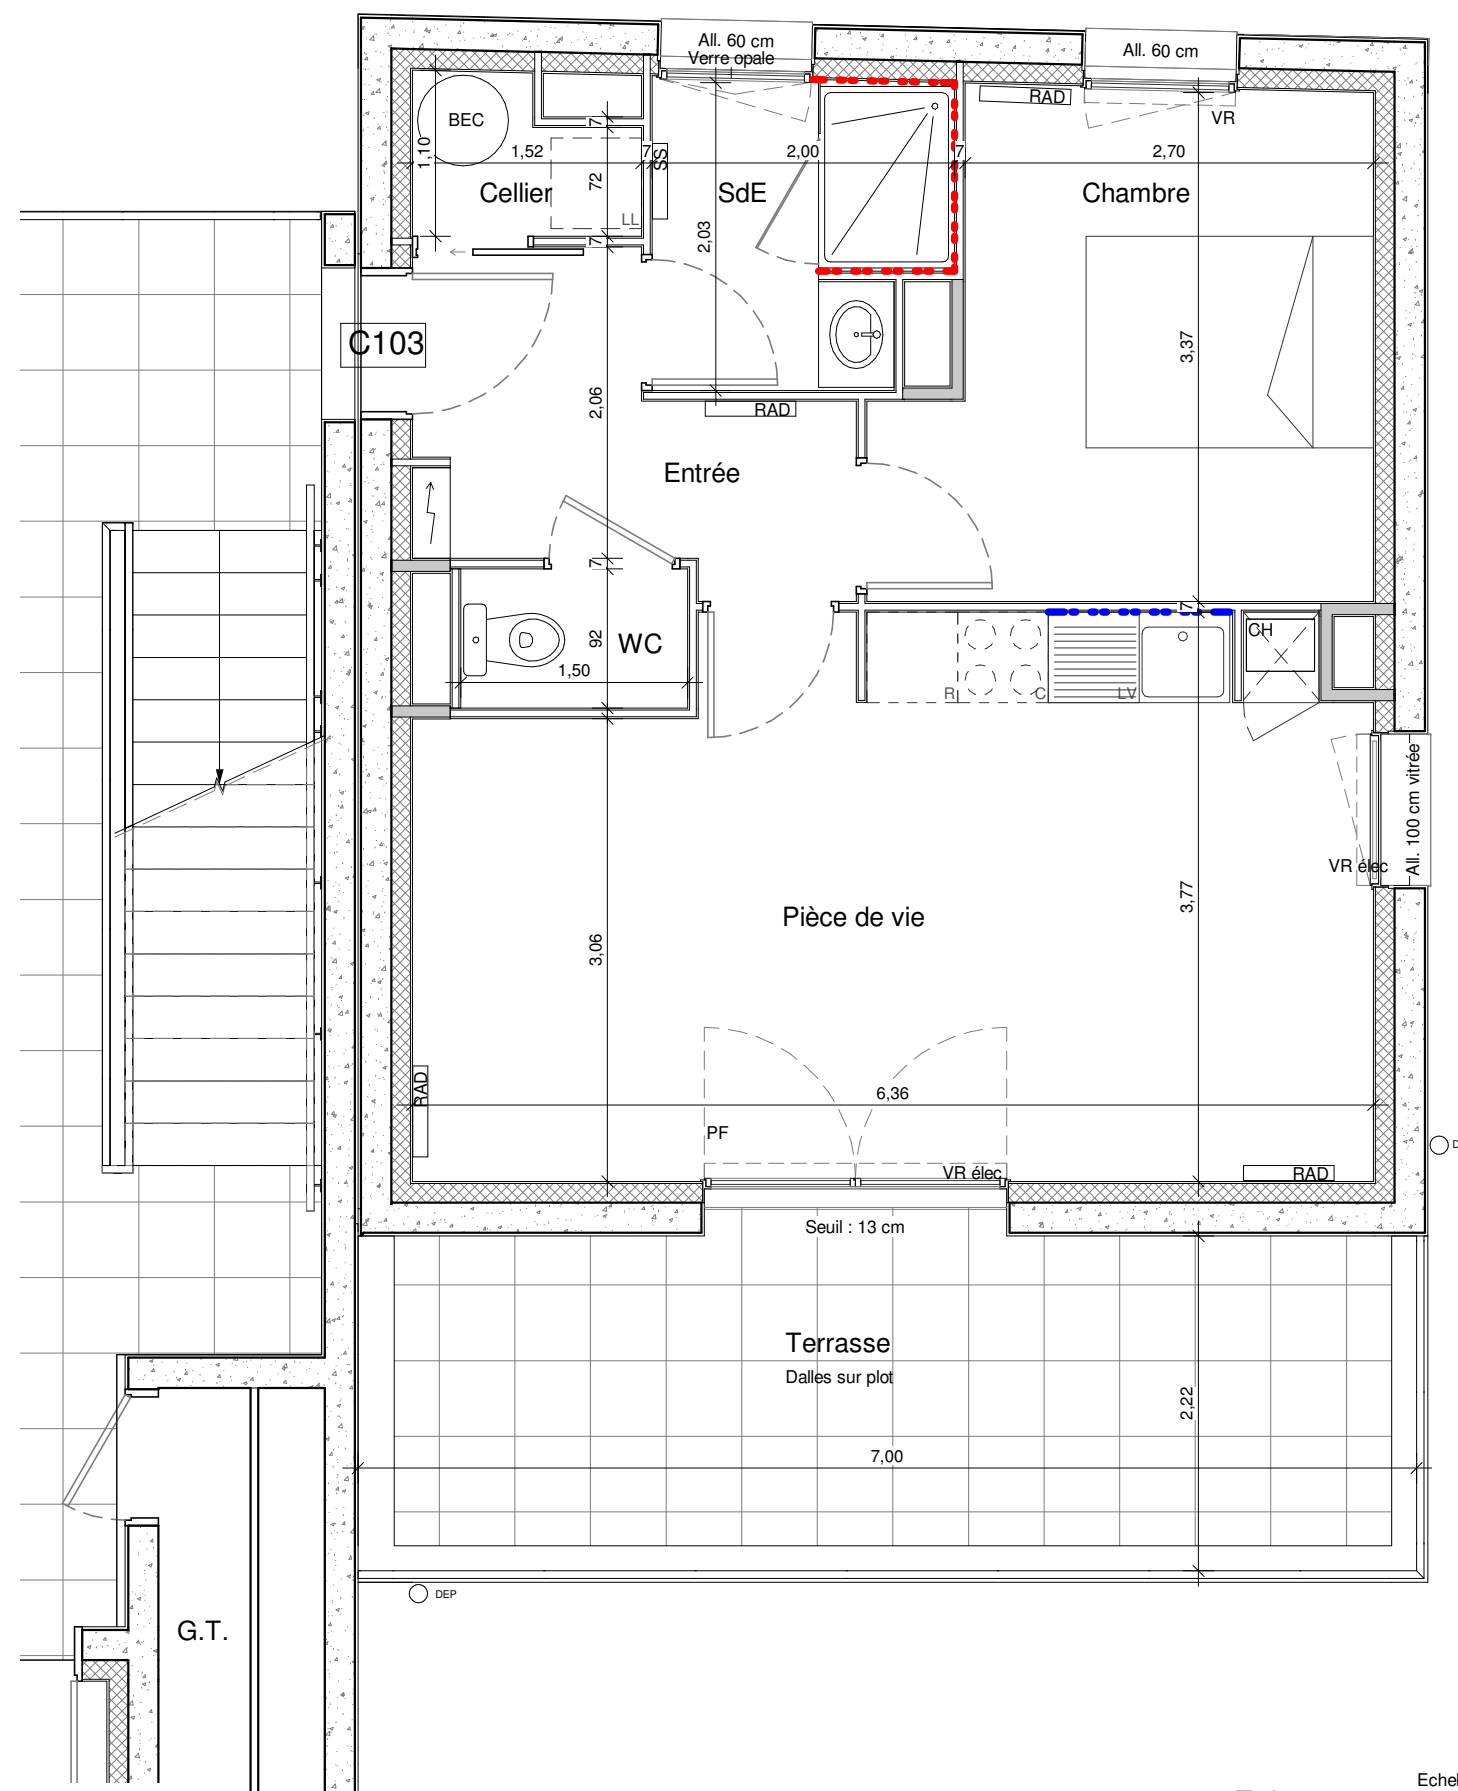 All. 60 cm
Verre opale
All. 60 cm
RAD
VR
BEC
1,10
1,52
7
7
SS
2,00
7
2,70
72
Cellier
SdE
Chambre
LL
2,03
7
C103
3,37
2,06
RAD
Entrée
7
92
WC
1,50
7
CH
R
C
LV
All. 100 cm vitrée
VR élec
3,77
Pièce de vie
3,06
RAD
6,36
PF
VR élec
RAD
D
Seuil : 13 cm
Terrasse
Dalles sur plot
2,22
7,00
DEP
G.T.
Echel